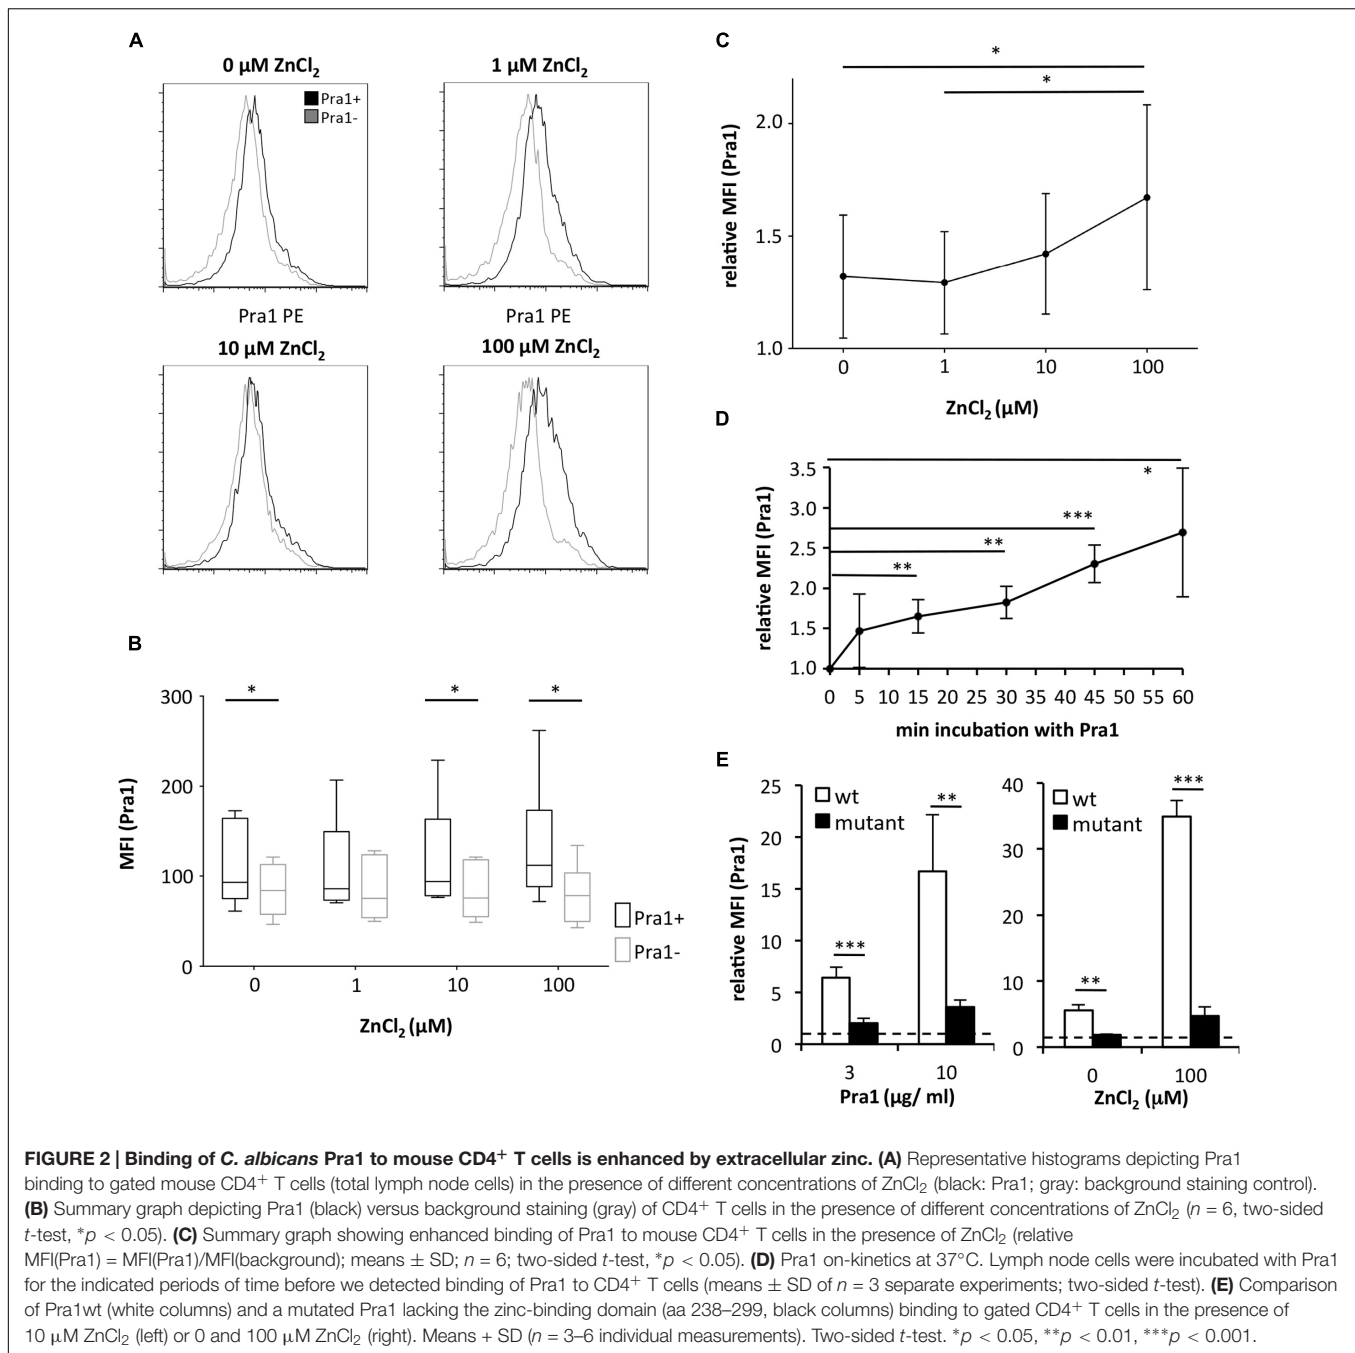 A
0 µM ZnCl2
Pra1+
Pra1-
1 µM ZnCl2
Pra1 PE
Pra1 PE
10 µM ZnCl2
100 µM ZnCl2
B
300
200
100
0
MFI (Pra1)
* * *
0 1 10 100
ZnCl2 (µM)
Pra1+
Pra1-
C
*
*
2.0
1.5
1.0
relative MFI (Pra1)
0 1 10 100
ZnCl2 (µM)
D
3.5
3.0
2.5
2.0
1.5
1.0
relative MFI (Pra1)
*
***
**
**
0 5 10 15 20 25 30 35 40 45 50 55 60
min incubation with Pra1
E
25
20
15
10
5
0
relative MFI (Pra1)
wt
mutant
**
***
3 10
Pra1 (µg/ ml)
40
30
20
10
0
wt
mutant
***
**
0 100
ZnCl2 (µM)
FIGURE 2 | Binding of C. albicans Pra1 to mouse CD4+ T cells is enhanced by extracellular zinc. (A) Representative histograms depicting Pra1
binding to gated mouse CD4+ T cells (total lymph node cells) in the presence of different concentrations of ZnCl2 (black: Pra1; gray: background staining control).
(B) Summary graph depicting Pra1 (black) versus background staining (gray) of CD4+ T cells in the presence of different concentrations of ZnCl2 (n = 6, two-sided
t-test, *p < 0.05). (C) Summary graph showing enhanced binding of Pra1 to mouse CD4+ T cells in the presence of ZnCl2 (relative
MFI(Pra1) = MFI(Pra1)/MFI(background); means ± SD; n = 6; two-sided t-test, *p < 0.05). (D) Pra1 on-kinetics at 37°C. Lymph node cells were incubated with Pra1
for the indicated periods of time before we detected binding of Pra1 to CD4+ T cells (means ± SD of n = 3 separate experiments; two-sided t-test). (E) Comparison
of Pra1wt (white columns) and a mutated Pra1 lacking the zinc-binding domain (aa 238–299, black columns) binding to gated CD4+ T cells in the presence of
10 µM ZnCl2 (left) or 0 and 100 µM ZnCl2 (right). Means + SD (n = 3–6 individual measurements). Two-sided t-test. *p < 0.05, **p < 0.01, ***p < 0.001.